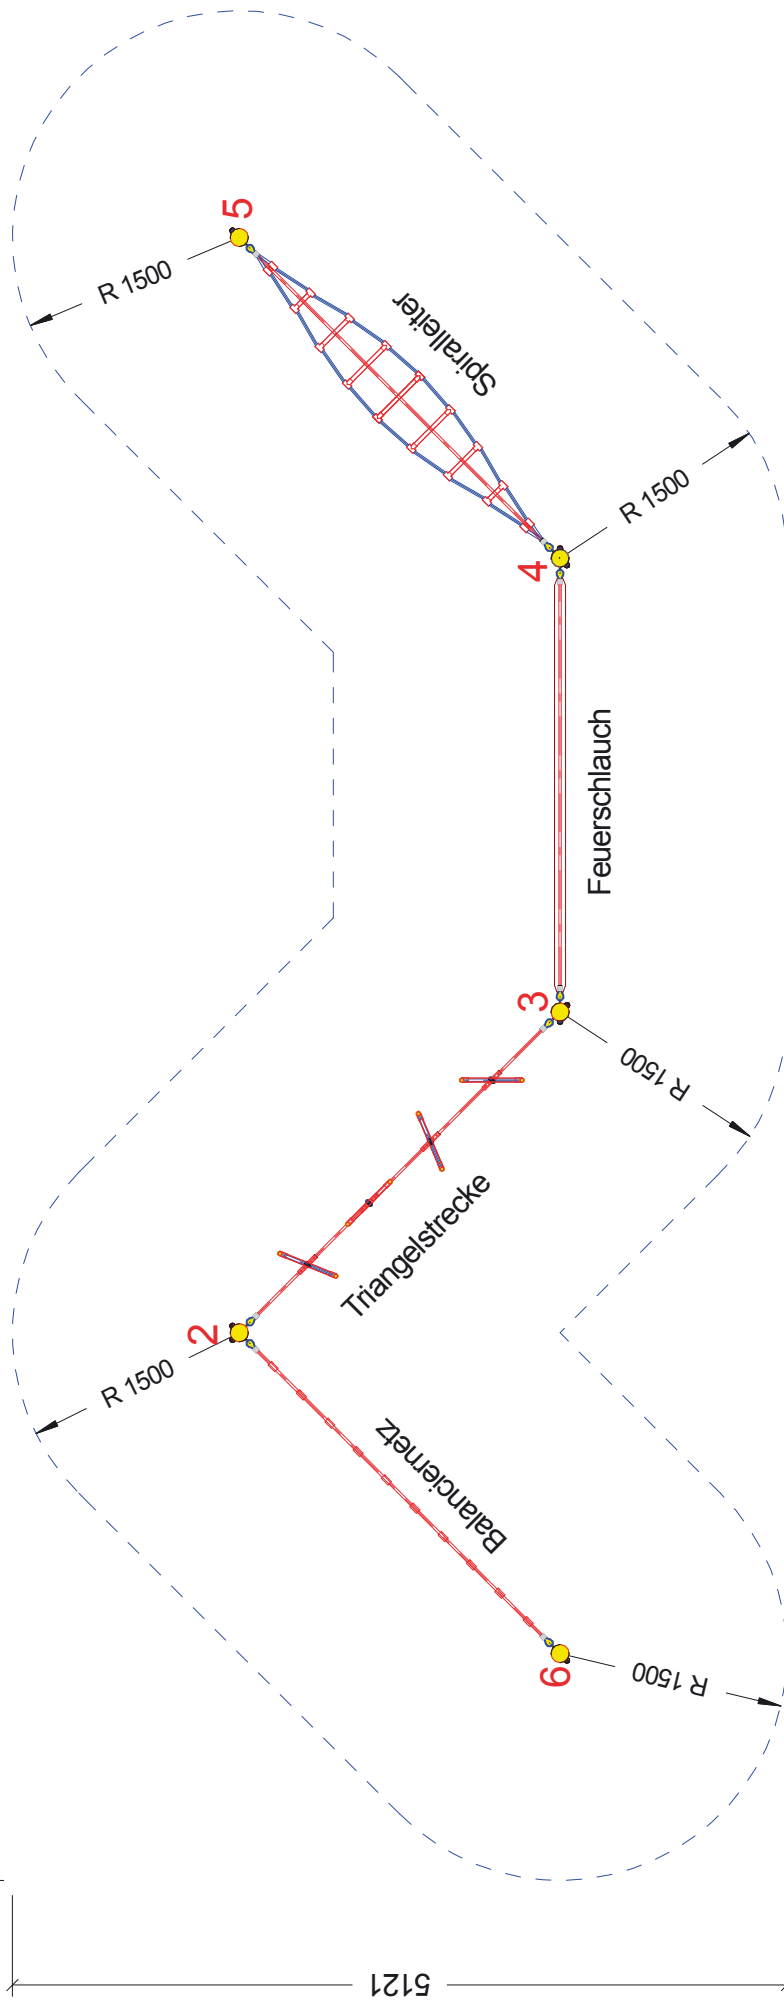 5
R 1500
Spiralleiter
R 1500
4
Feuerschlauch
3
R 1500
Triangelstrecke
2
R 1500
Balanciernetz
6
R 1500
5121